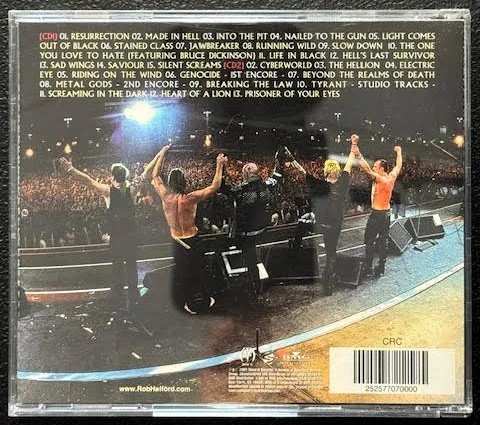 [CD1] 01. RESURRECTION 02. MADE IN HELL 03. INTO THE PIT 04. NAILED TO THE GUN 05. LIGHT COMES
OUT OF BLACK 06. STAINED CLASS 07. JAWBREAKER 08. RUNNING WILD 09. SLOW DOWN 10. THE ONE
YOU LOVE TO HATE (FEATURING BRUCE DICKINSON) 11. LIFE IN BLACK 12. HELL'S LAST SURVIVOR
13. SAD WINGS 14. SAVIOUR 15. SILENT SCREAMS [CD2] 02. CYBERWORLD 03. THE HELLION 04. ELECTRIC
EYE 05. RIDING ON THE WIND 06. GENOCIDE - 1ST ENCORE - 07. BEYOND THE REALMS OF DEATH
08. METAL GODS - 2ND ENCORE - 09. BREAKING THE LAW 10. TYRANT - STUDIO TRACKS -
11. SCREAMING IN THE DARK 12. HEART OF A LION 13. PRISONER OF YOUR EYES
BMG
CRC
252577070000
www.RobHalford.com